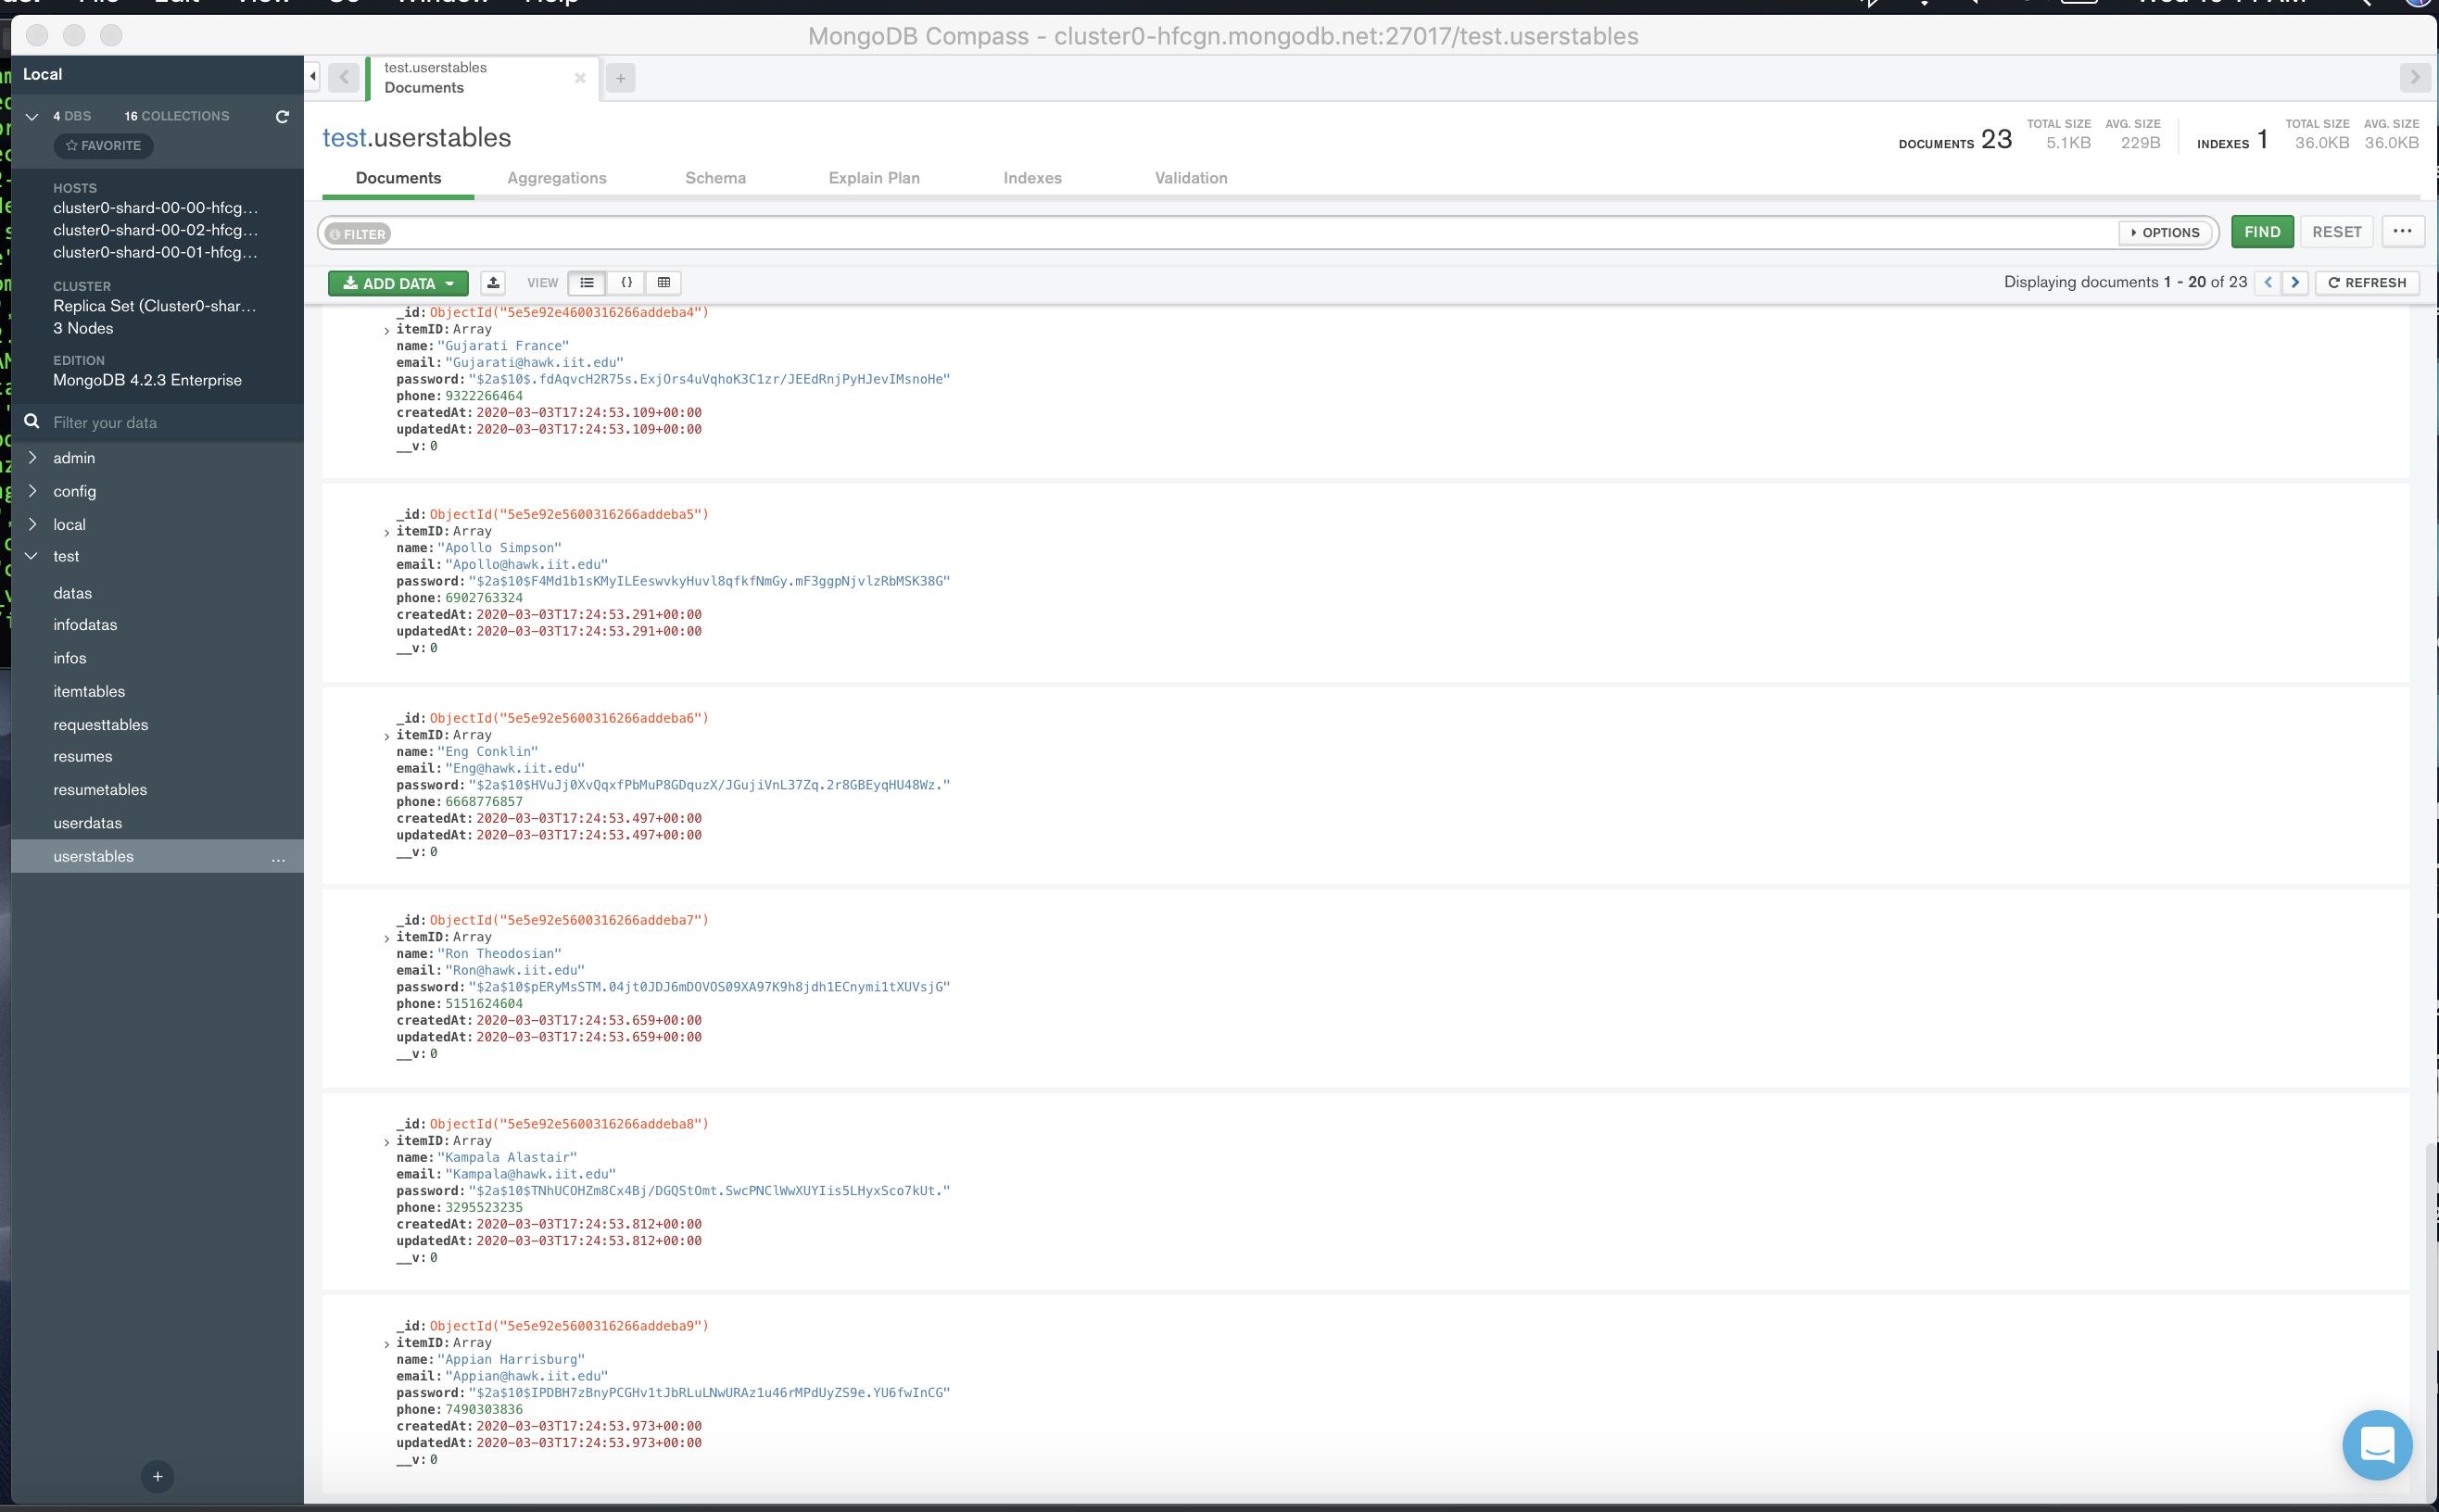 MongoDB Compass - cluster0-hfcgn.mongodb.net:27017/test.userstables
Local
4 DBS 16 COLLECTIONS
FAVORITE
HOSTS
cluster0-shard-00-00-hfcg...
cluster0-shard-00-02-hfcg...
cluster0-shard-00-01-hfcg...
CLUSTER
Replica Set (Cluster0-shar...
3 Nodes
EDITION
MongoDB 4.2.3 Enterprise
Filter your data
admin
config
local
test
datas
infodatas
infos
itemtables
requesttables
resumes
resumetables
userdatas
userstables ...
test.userstables
Documents
test.userstables
DOCUMENTS 23 TOTAL SIZE 5.1KB AVG. SIZE 229B INDEXES 1 TOTAL SIZE 36.0KB AVG. SIZE 36.0KB
Documents Aggregations Schema Explain Plan Indexes Validation
FILTER OPTIONS FIND RESET ...
ADD DATA VIEW {} Displaying documents 1 - 20 of 23 REFRESH
_id: ObjectId("5e5e92e4600316266addeba4")
itemID: Array
name: "Gujarati France"
email: "Gujarati@hawk.iit.edu"
password: "$2a$10$.fdAqvcH2R75s.ExjOrs4uVqhoK3C1zr/JEEdRnjPyHJevIMsnoHe"
phone: 9322266464
createdAt: 2020-03-03T17:24:53.109+00:00
updatedAt: 2020-03-03T17:24:53.109+00:00
__v: 0
_id: ObjectId("5e5e92e5600316266addeba5")
itemID: Array
name: "Apollo Simpson"
email: "Apollo@hawk.iit.edu"
password: "$2a$10$F4Md1b1sKMyILEeswvkyHuvl8qfkfNmGy.mF3ggpNjvlzRbMSK38G"
phone: 6902763324
createdAt: 2020-03-03T17:24:53.291+00:00
updatedAt: 2020-03-03T17:24:53.291+00:00
__v: 0
_id: ObjectId("5e5e92e5600316266addeba6")
itemID: Array
name: "Eng Conklin"
email: "Eng@hawk.iit.edu"
password: "$2a$10$HVuJj0XvQqxfPbMuP8GDquzX/JGujiVnL37Zq.2r8GBEyqHU48Wz."
phone: 6668776857
createdAt: 2020-03-03T17:24:53.497+00:00
updatedAt: 2020-03-03T17:24:53.497+00:00
__v: 0
_id: ObjectId("5e5e92e5600316266addeba7")
itemID: Array
name: "Ron Theodosian"
email: "Ron@hawk.iit.edu"
password: "$2a$10$pERyMsSTM.04jt0JDJ6mDOVOS09XA97K9h8jdh1ECnymi1tXUVsjG"
phone: 5151624604
createdAt: 2020-03-03T17:24:53.659+00:00
updatedAt: 2020-03-03T17:24:53.659+00:00
__v: 0
_id: ObjectId("5e5e92e5600316266addeba8")
itemID: Array
name: "Kampala Alastair"
email: "Kampala@hawk.iit.edu"
password: "$2a$10$TNhUCOHZm8Cx4Bj/DGQStOmt.SwcPNClWwXUYIis5LHyxSco7kUt."
phone: 3295523235
createdAt: 2020-03-03T17:24:53.812+00:00
updatedAt: 2020-03-03T17:24:53.812+00:00
__v: 0
_id: ObjectId("5e5e92e5600316266addeba9")
itemID: Array
name: "Appian Harrisburg"
email: "Appian@hawk.iit.edu"
password: "$2a$10$IPDBH7zBnyPCGHv1tJbRLuLNwURAz1u46rMPdUyZS9e.YU6fwInCG"
phone: 7490303836
createdAt: 2020-03-03T17:24:53.973+00:00
updatedAt: 2020-03-03T17:24:53.973+00:00
__v: 0